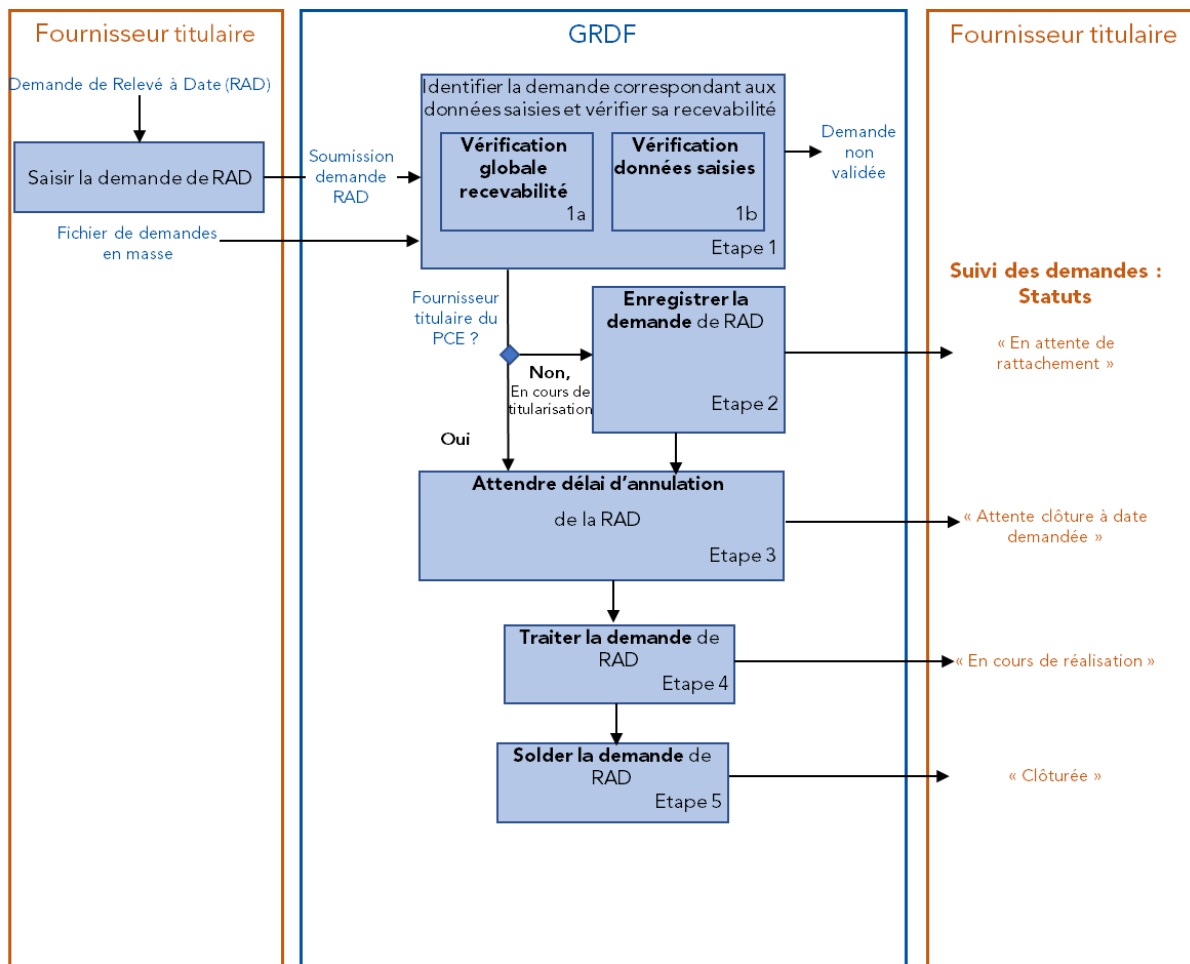 Fournisseur titulaire
GRDF
Fournisseur titulaire
Demande de Relevé à Date (RAD)
Saisir la demande de RAD
Soumission
demande
RAD
Fichier de demandes
en masse
Identifier la demande correspondant aux
données saisies et vérifier sa recevabilité
Vérification
globale
recevabilité
1a
Vérification
données saisies
1b
Etape 1
Demande
non
validée
Fournisseur
titulaire du
PCE ?
Non,
En cours de
titularisation
Oui
Enregistrer la
demande de RAD
Etape 2
Suivi des demandes :
Statuts
« En attente de
rattachement »
Attendre délai d’annulation
de la RAD
Etape 3
« Attente clôture à date
demandée »
Traiter la demande de
RAD
Etape 4
« En cours de réalisation »
Solder la demande de
RAD
Etape 5
« Clôturée »